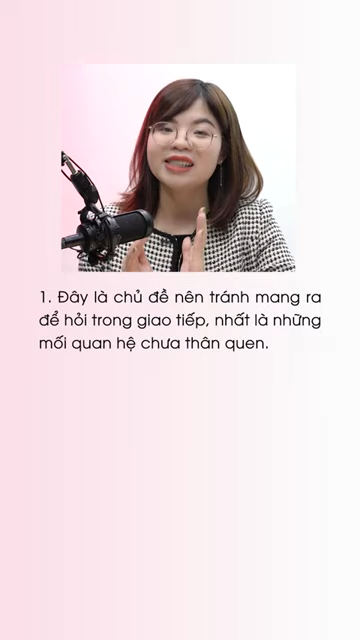 1. Đây là chủ đề nên tránh mang ra
để hỏi trong giao tiếp, nhất là những
mối quan hệ chưa thân quen.